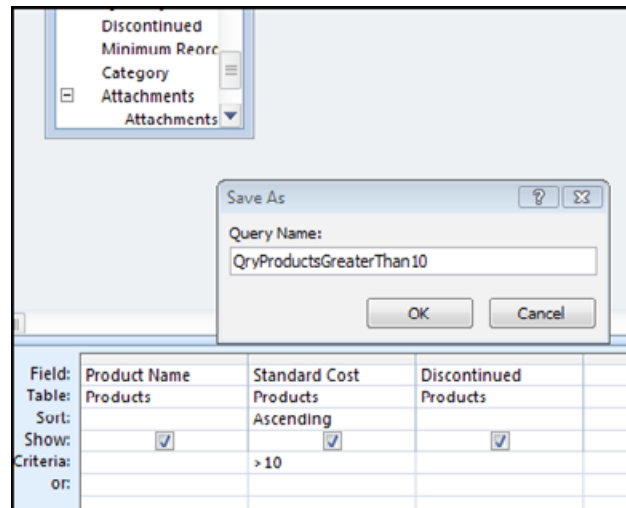 Discontinued
Minimum Reorc
Category
Attachments
Attachments
Save As
Query Name:
QryProductsGreaterThan10
OK Cancel
Field: Product Name Standard Cost Discontinued
Table: Products Products Products
Sort: Ascending
Show:
Criteria: >10
or: